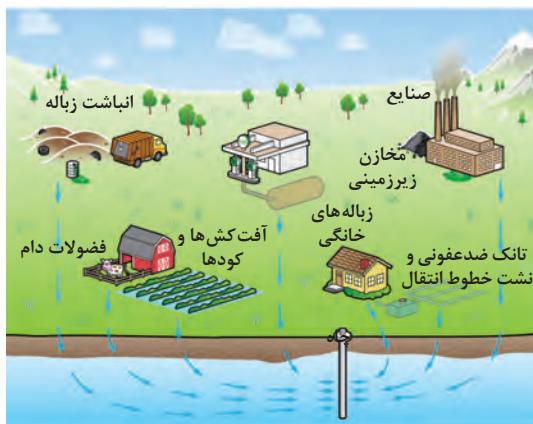 صنایع
انباشت زباله
مخازن
زیرزمینی
زباله‌های
خانگی
آفت‌کش‌ها و
کودها
فضولات دام
تانک ضدعفونی و
نشت خطوط انتقال